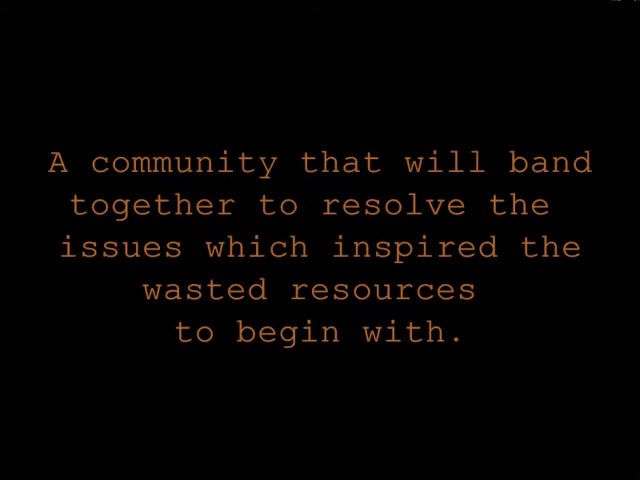 A community that will band
together to resolve the
issues which inspired the
wasted resources
to begin with.